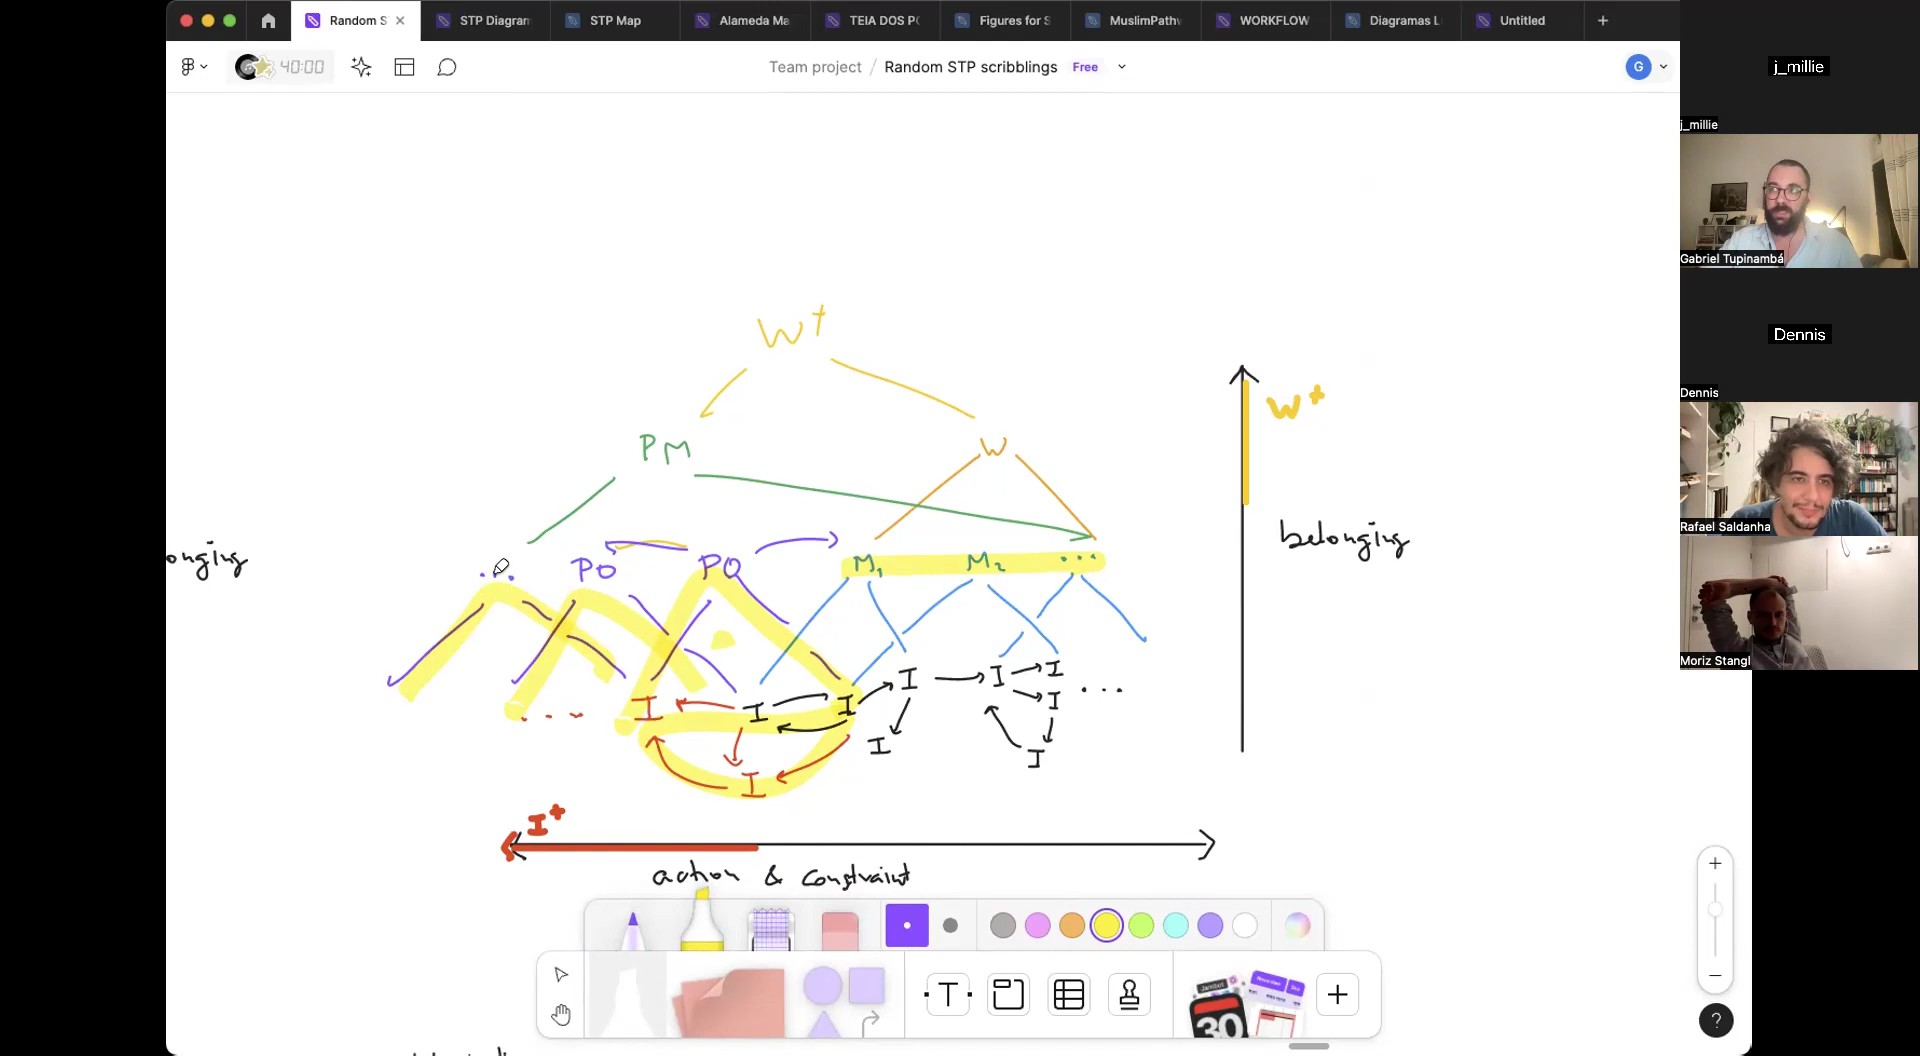 Random S
STP Diagram
STP Map
Alameda Ma
TEIA DOS P
Figures for S
MuslimPathw
WORKFLOW
Diagramas L
Untitled
40:00
Team project / Random STP scribblings Free
G
j_millie
j_millie
Gabriel Tupinambá
Dennis
Dennis
Rafael Saldanha
Moriz Stangl
W+
PM
W
W+
onging
... PO PO M1 M2 ...
belonging
I I I I I I ...
I
... I I I
I+
action & constraint
T
30
?